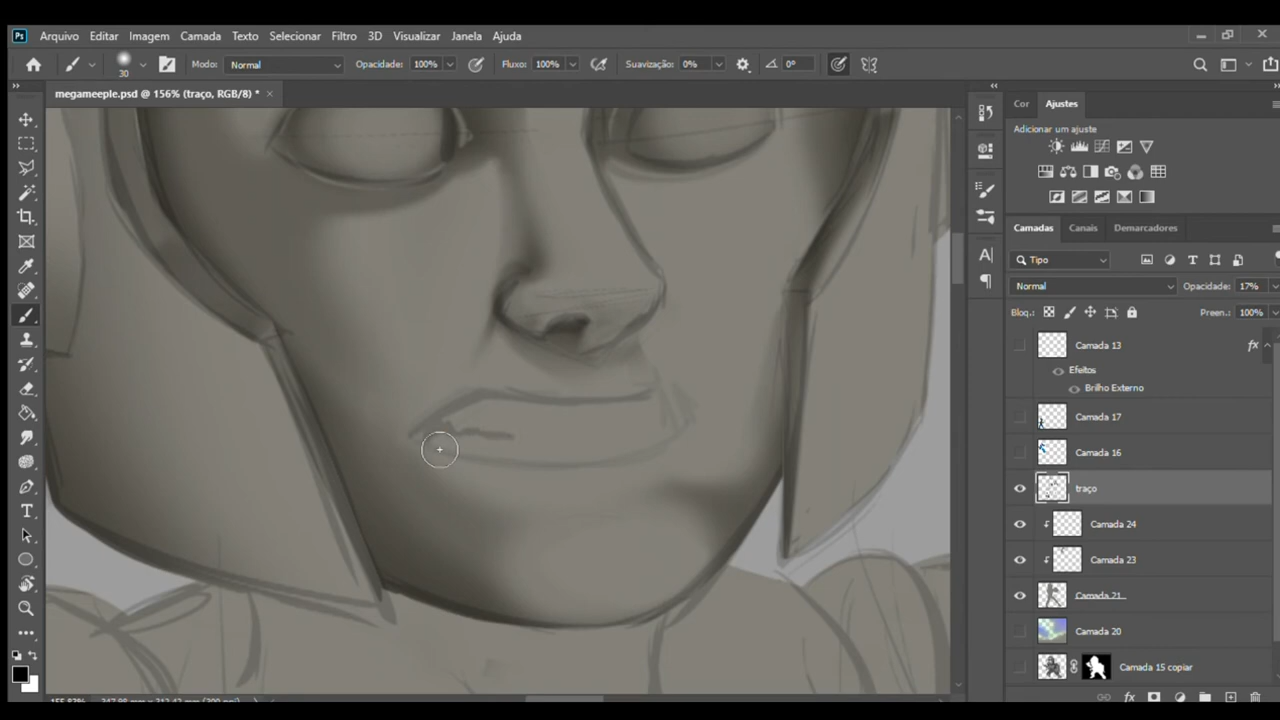 Ps Arquivo Editar Imagem Camada Texto Selecionar Filtro 3D Visualizar Janela Ajuda
30 Modo: Normal Opacidade: 100% Fluxo: 100% Suavização: 0% 0°
megameeple.psd @ 156% (traço, RGB/8) * ×
Cor Ajustes
Adicionar um ajuste
Camadas Canais Demarcadores
Tipo
Normal Opacidade: 17%
Bloq.: Preen.: 100%
Camada 13 fx
Efeitos
Brilho Externo
Camada 17
Camada 16
traço
Camada 24
Camada 23
Camada 21
Camada 20
Camada 15 copiar